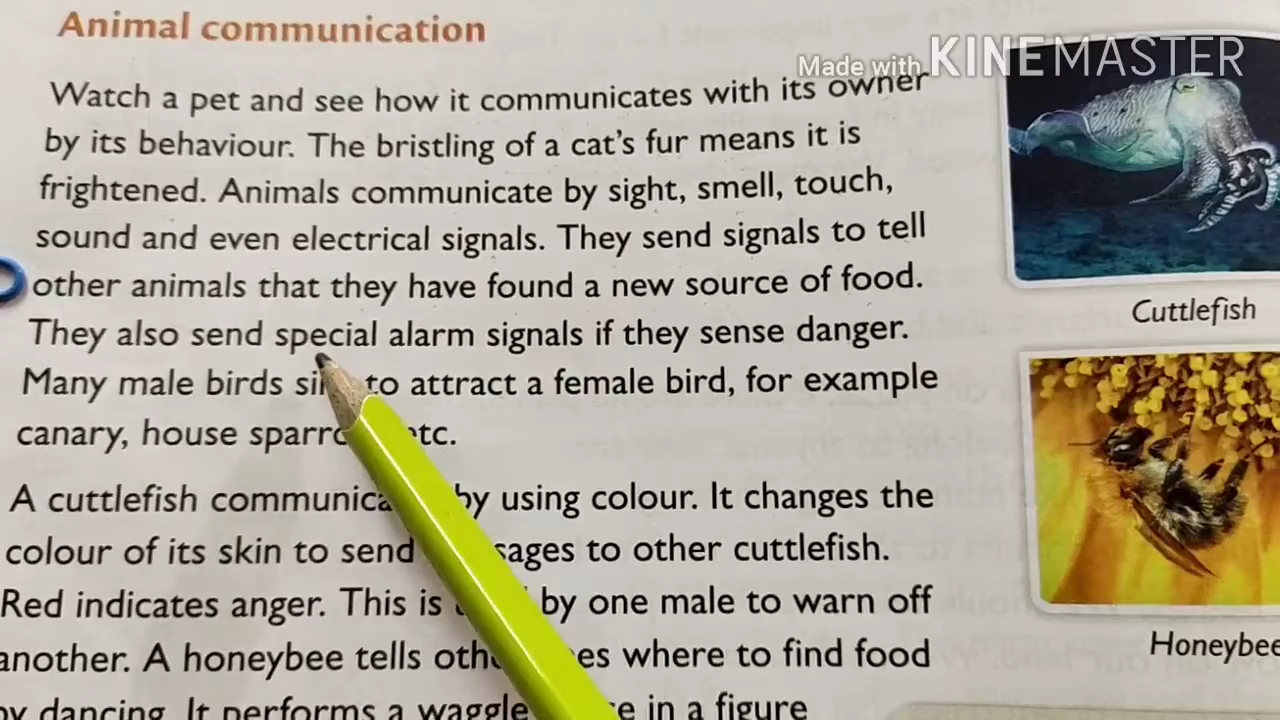 Animal communication
Made with KINEMASTER
Watch a pet and see how it communicates with its owner
by its behaviour. The bristling of a cat's fur means it is
frightened. Animals communicate by sight, smell, touch,
sound and even electrical signals. They send signals to tell
other animals that they have found a new source of food.
They also send special alarm signals if they sense danger.
Many male birds to attract a female bird, for example
canary, house etc.
A cuttlefish by using colour. It changes the
colour of its skin to send to other cuttlefish.
Red indicates anger. This is by one male to warn off
another. A honeybee tells where to find food
by dancing. It performs a waggle in a figure
Cuttlefish
Honeybee